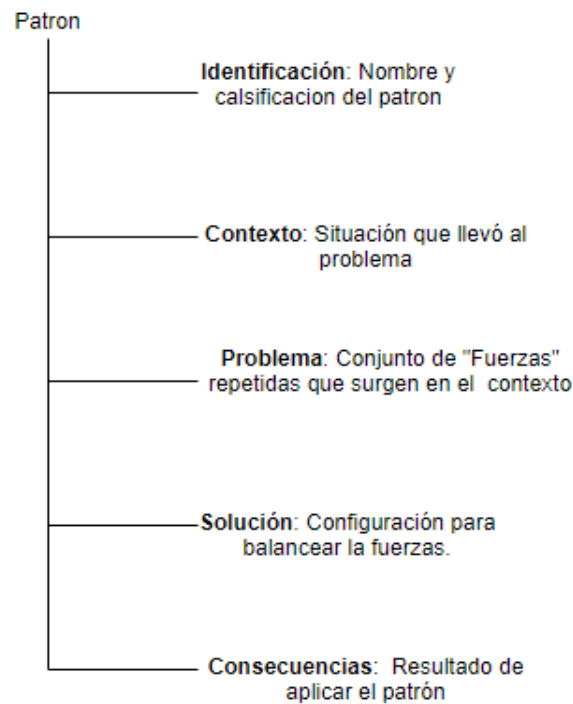 Patron
Identificación: Nombre y
calsificacion del patron
Contexto: Situación que llevó al
problema
Problema: Conjunto de "Fuerzas"
repetidas que surgen en el contexto
Solución: Configuración para
balancear la fuerzas.
Consecuencias: Resultado de
aplicar el patrón